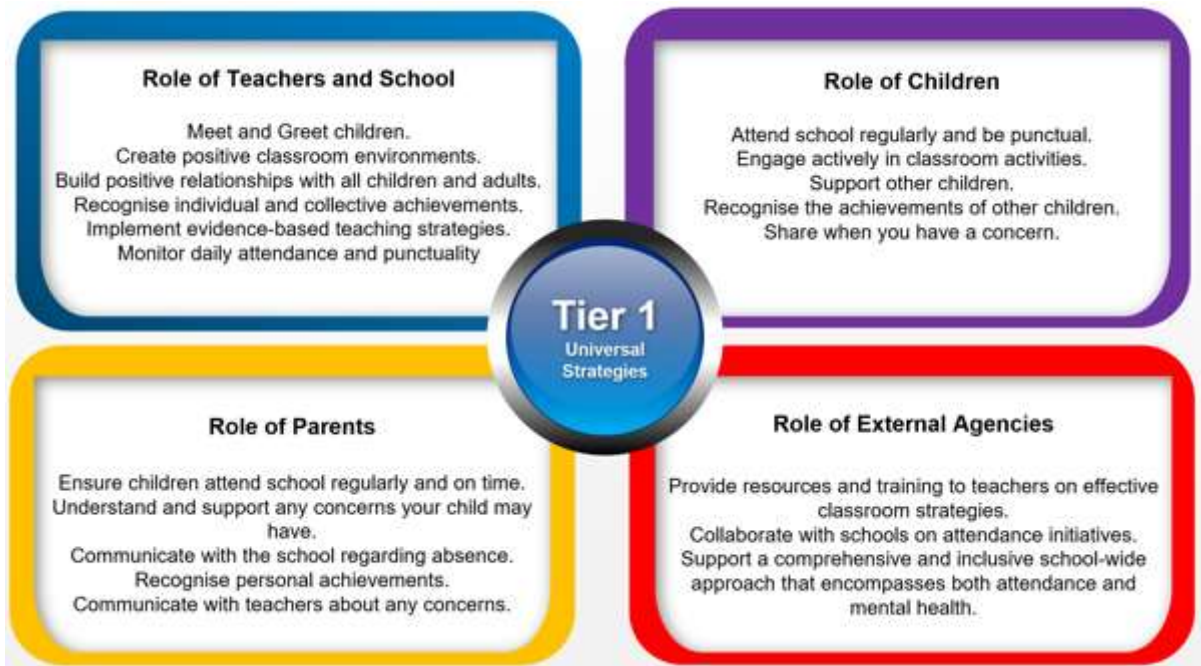 Role of Teachers and School
Meet and Greet children.
Create positive classroom environments.
Build positive relationships with all children and adults.
Recognise individual and collective achievements.
Implement evidence-based teaching strategies.
Monitor daily attendance and punctuality
Role of Children
Attend school regularly and be punctual.
Engage actively in classroom activities.
Support other children.
Recognise the achievements of other children.
Share when you have a concern.
Tier 1
Universal
Strategies
Role of Parents
Ensure children attend school regularly and on time.
Understand and support any concerns your child may
have.
Communicate with the school regarding absence.
Recognise personal achievements.
Communicate with teachers about any concerns.
Role of External Agencies
Provide resources and training to teachers on effective
classroom strategies.
Collaborate with schools on attendance initiatives.
Support a comprehensive and inclusive school-wide
approach that encompasses both attendance and
mental health.